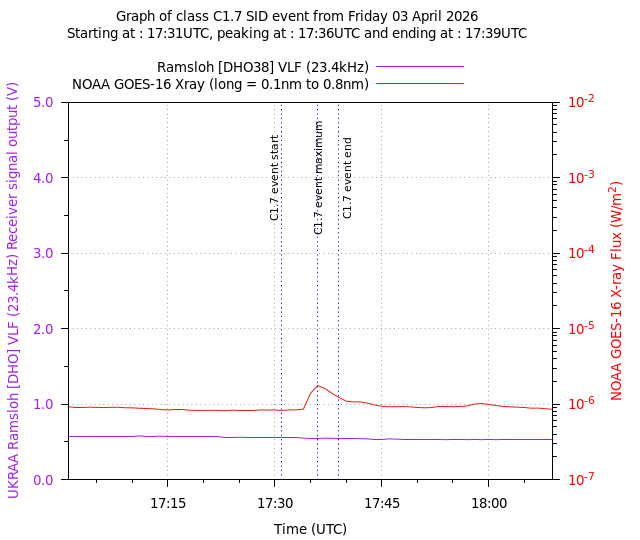 Graph of class C1.7 SID event from Friday 03 April 2026
Starting at : 17:31UTC, peaking at : 17:36UTC and ending at : 17:39UTC
Ramsloh [DHO38] VLF (23.4kHz)
NOAA GOES-16 Xray (long = 0.1nm to 0.8nm)
UKRAA Ramsloh [DHO] VLF (23.4kHz) Receiver signal output (V)
5.0
4.0
3.0
2.0
1.0
0.0
C1.7 event start
C1.7 event maximum
C1.7 event end
10^-2
10^-3
10^-4
10^-5
10^-6
10^-7
NOAA GOES-16 X-ray Flux (W/m²)
17:15
17:30
17:45
18:00
Time (UTC)